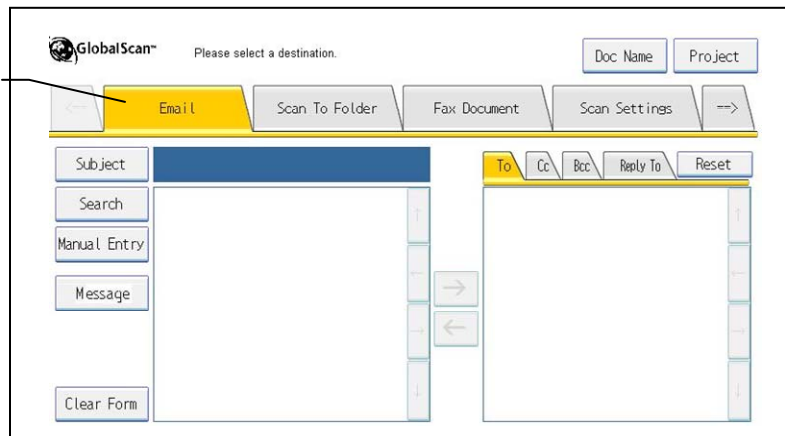 GlobalScan™ Please select a destination. Doc Name Project
<-- Email Scan To Folder Fax Document Scan Settings ==>
Subject To Cc Bcc Reply To Reset
Search
Manual Entry
Message
Clear Form